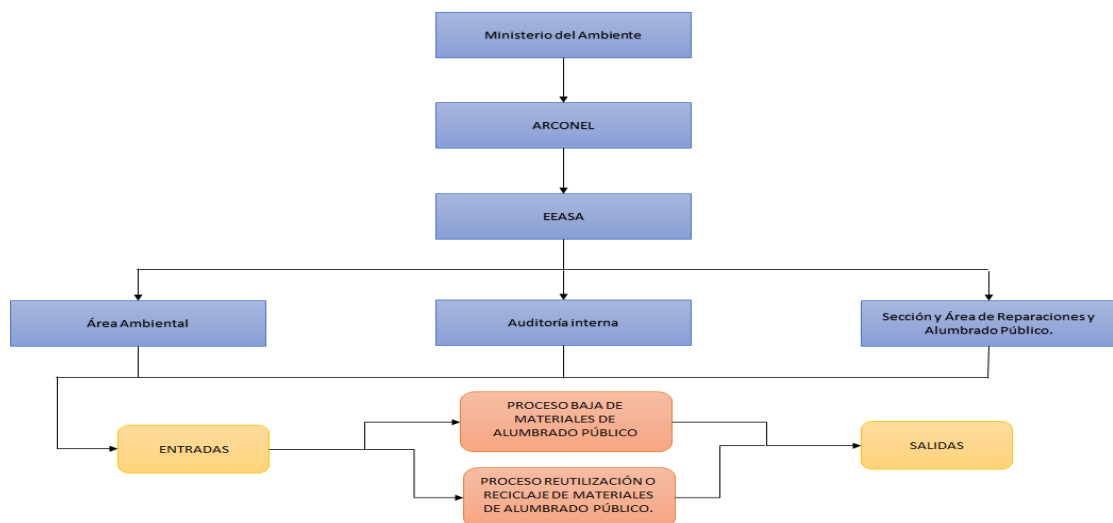 Ministerio del Ambiente
ARCONEL
EEASA
Área Ambiental
Auditoría interna
Sección y Área de Reparaciones y
Alumbrado Público.
PROCESO BAJA DE
MATERIALES DE
ALUMBRADO PÚBLICO
ENTRADAS
SALIDAS
PROCESO REUTILIZACIÓN O
RECICLAJE DE MATERIALES
DE ALUMBRADO PÚBLICO.